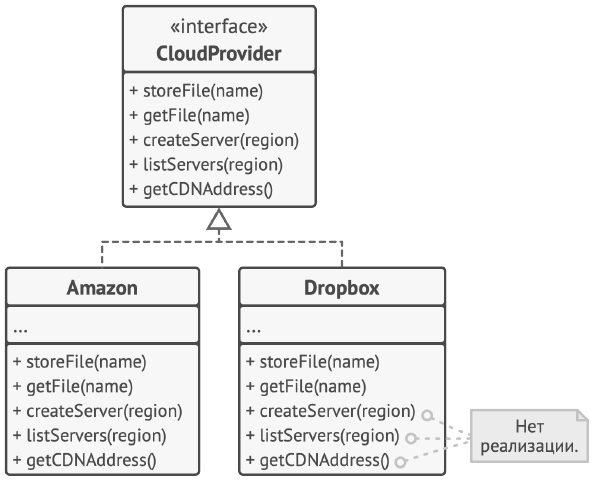 «interface»
CloudProvider
+ storeFile(name)
+ getFile(name)
+ createServer(region)
+ listServers(region)
+ getCDNAddress()
Amazon
...
+ storeFile(name)
+ getFile(name)
+ createServer(region)
+ listServers(region)
+ getCDNAddress()
Dropbox
...
+ storeFile(name)
+ getFile(name)
+ createServer(region)
+ listServers(region)
+ getCDNAddress()
Нет
реализации.